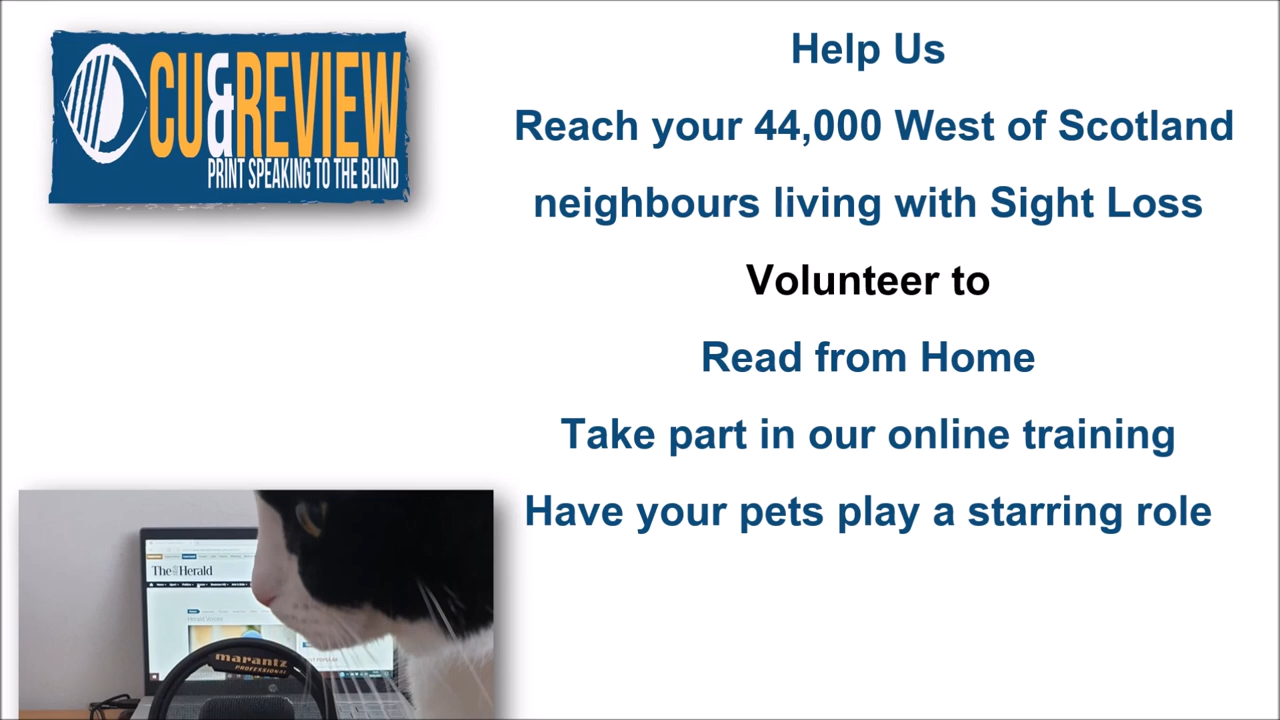 CU&REVIEW
PRINT SPEAKING TO THE BLIND
Help Us
Reach your 44,000 West of Scotland
neighbours living with Sight Loss
Volunteer to
Read from Home
Take part in our online training
Have your pets play a starring role
The Herald
marantz
PROFESSIONAL